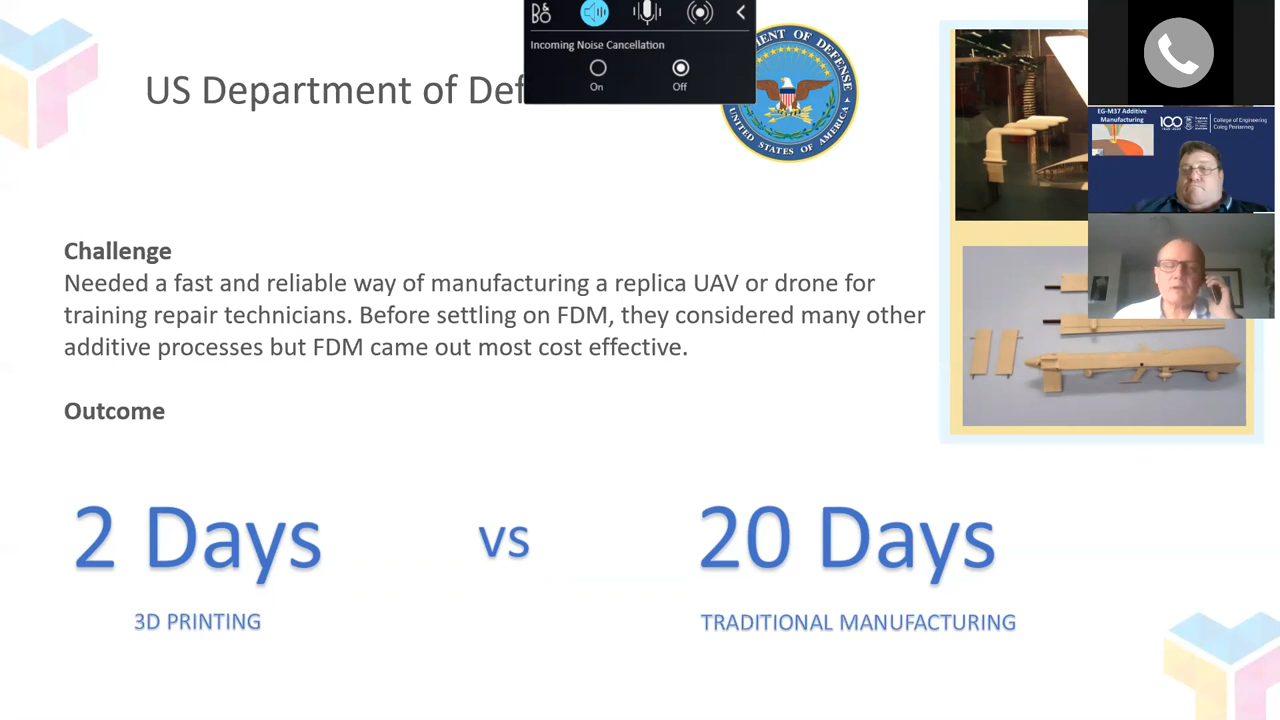 B&O
Incoming Noise Cancellation
On
Off
US Department of Def
DEPARTMENT OF DEFENSE
UNITED STATES OF AMERICA
EG-M37 Additive
Manufacturing
100
College of Engineering
Coleg Peirianneg
Challenge
Needed a fast and reliable way of manufacturing a replica UAV or drone for
training repair technicians. Before settling on FDM, they considered many other
additive processes but FDM came out most cost effective.
Outcome
2 Days
vs
20 Days
3D PRINTING
TRADITIONAL MANUFACTURING